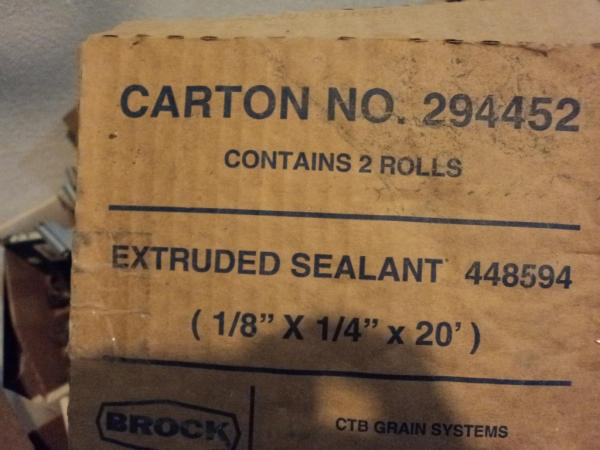 CARTON NO. 294452
CONTAINS 2 ROLLS
EXTRUDED SEALANT 448594
( 1/8” X 1/4” x 20' )
BROCK
CTB GRAIN SYSTEMS